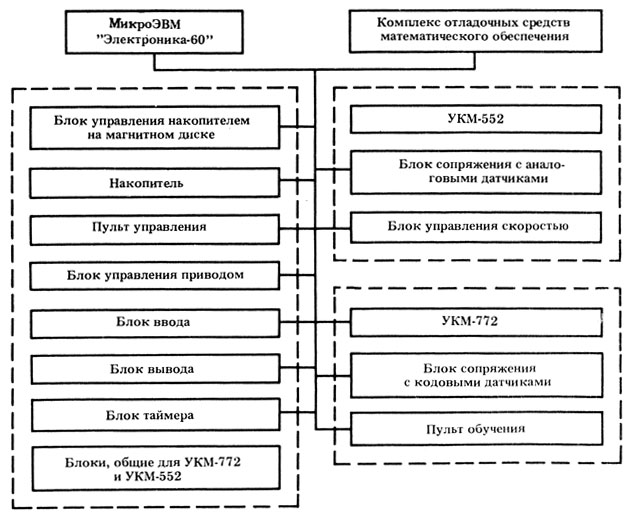 МикроЭВМ
"Электроника-60"
Комплекс отладочных средств
математического обеспечения
Блок управления накопителем
на магнитном диске
Накопитель
Пульт управления
Блок управления приводом
Блок ввода
Блок вывода
Блок таймера
Блоки, общие для УКМ-772
и УКМ-552
УКМ-552
Блок сопряжения с анало-
говыми датчиками
Блок управления скоростью
УКМ-772
Блок сопряжения
с кодовыми датчиками
Пульт обучения